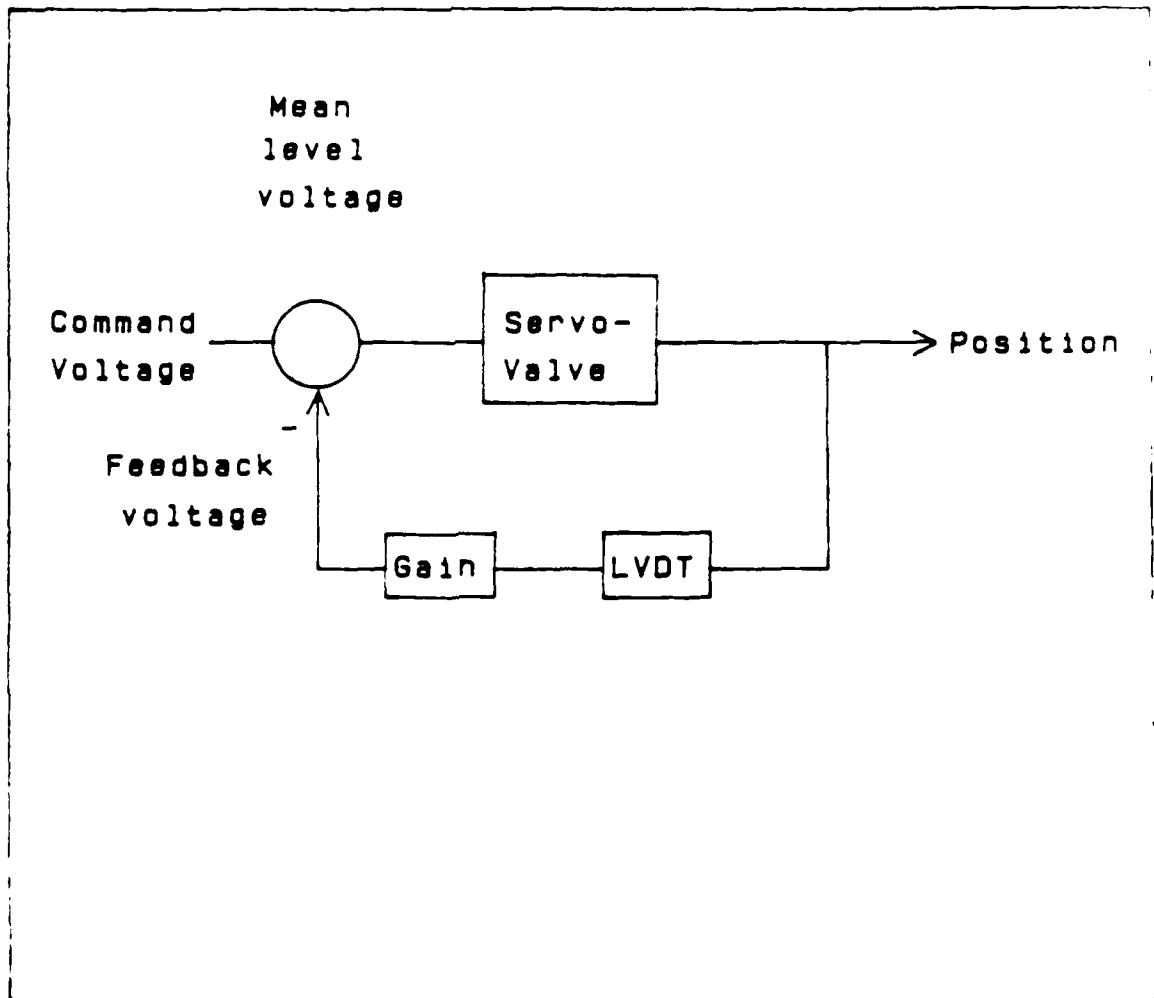 Mean
level
voltage
Command
Voltage
Servo-
Valve
Position
-
Feedback
voltage
Gain
LVDT